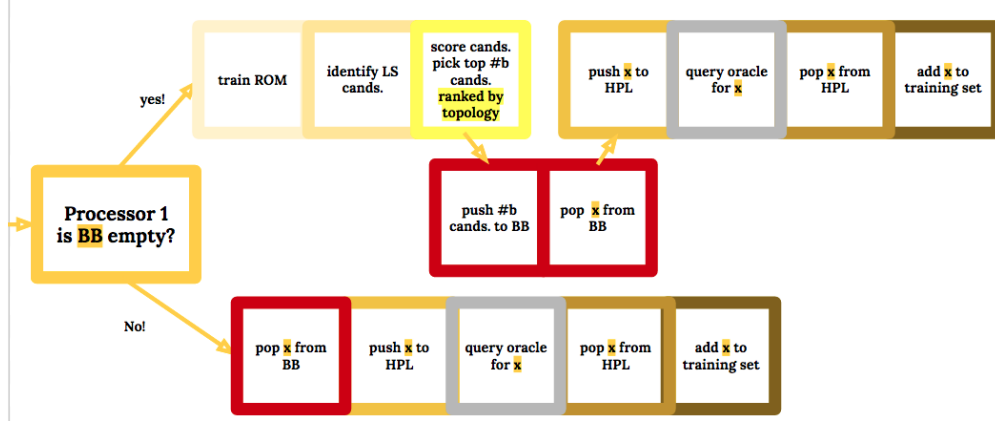 Processor 1
is BB empty?
yes!
train ROM
identify LS
cands.
score cands.
pick top #b
cands.
ranked by
topology
push #b
cands. to BB
pop x from
BB
push x to
HPL
query oracle
for x
pop x from
HPL
add x to
training set
No!
pop x from
BB
push x to
HPL
query oracle
for x
pop x from
HPL
add x to
training set